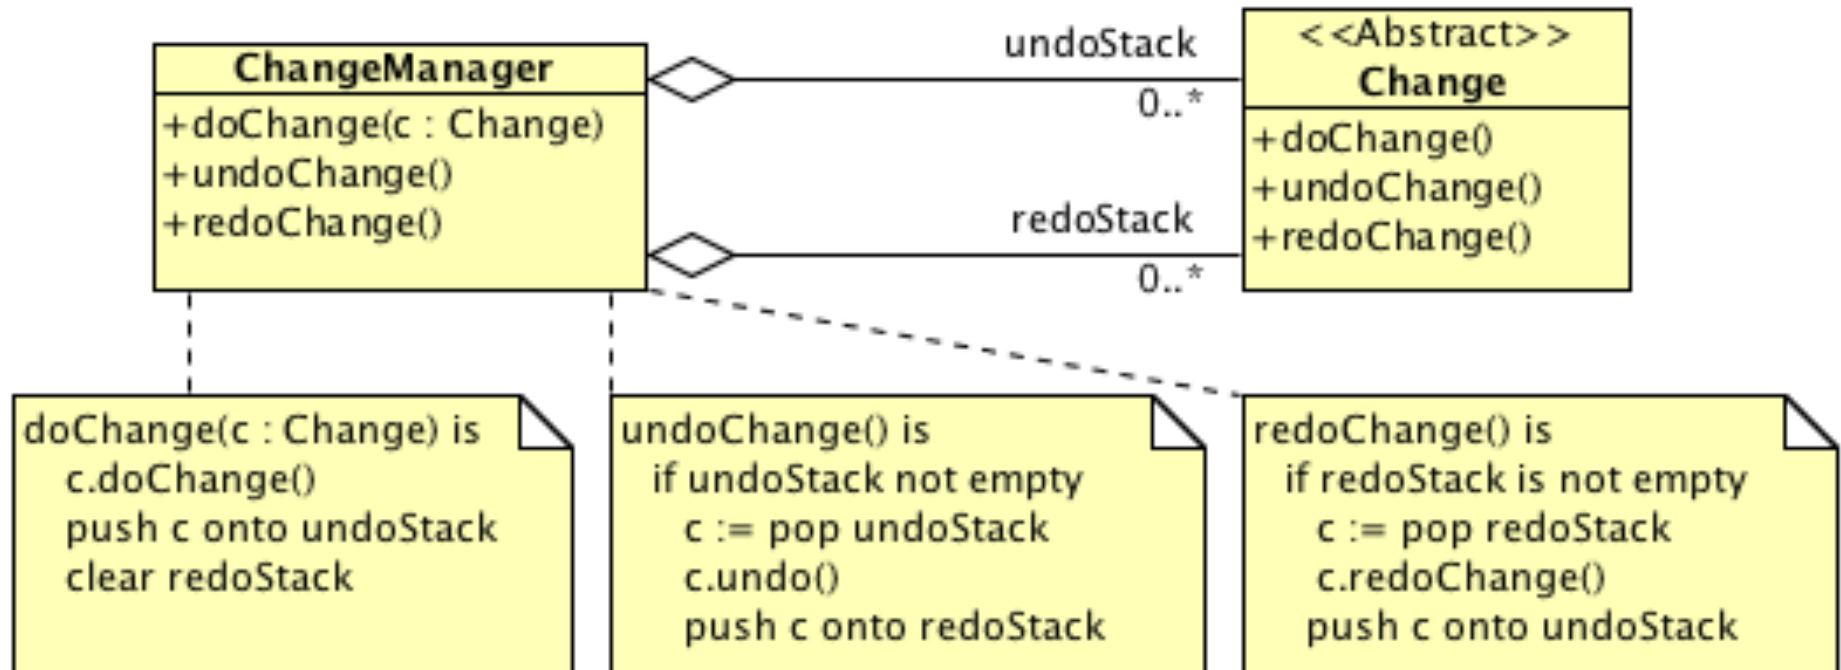 ChangeManager
+doChange(c : Change)
+undoChange()
+redoChange()
undoStack
0..*
redoStack
0..*
<<Abstract>>
Change
+doChange()
+undoChange()
+redoChange()
doChange(c : Change) is
c.doChange()
push c onto undoStack
clear redoStack
undoChange() is
if undoStack not empty
c := pop undoStack
c.undo()
push c onto redoStack
redoChange() is
if redoStack is not empty
c := pop redoStack
c.redoChange()
push c onto undoStack